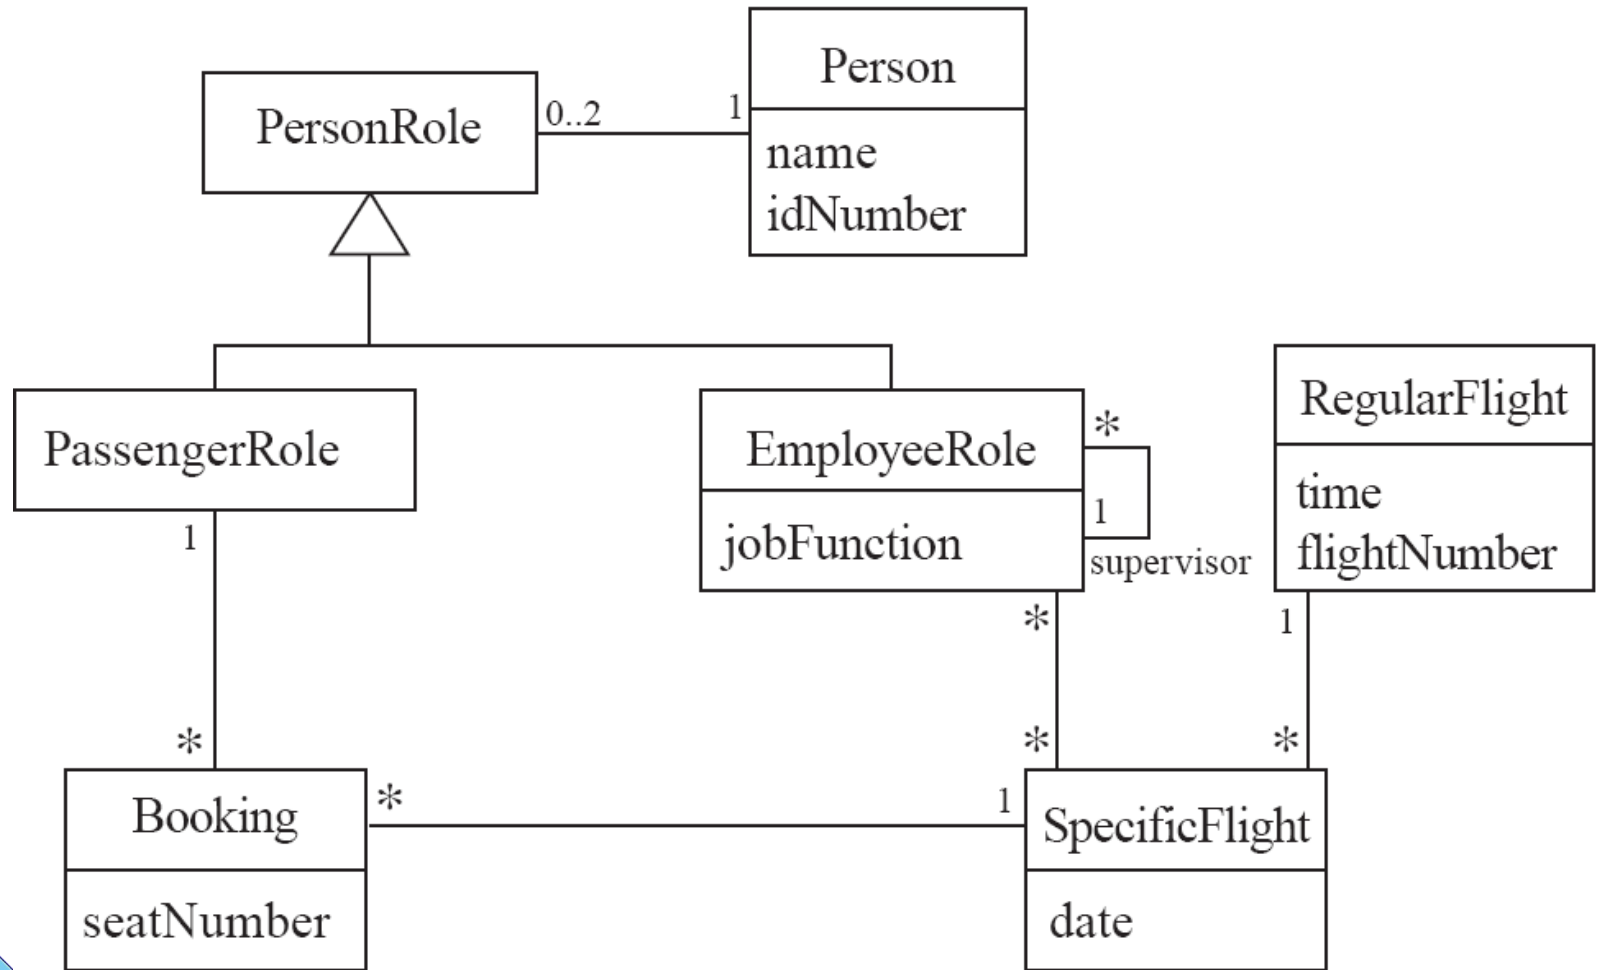 Person
PersonRole
0..2
1
name
idNumber
PassengerRole
EmployeeRole
*
1
supervisor
jobFunction
RegularFlight
time
flightNumber
1
*
*
*
1
*
Booking
*
1
SpecificFlight
seatNumber
date